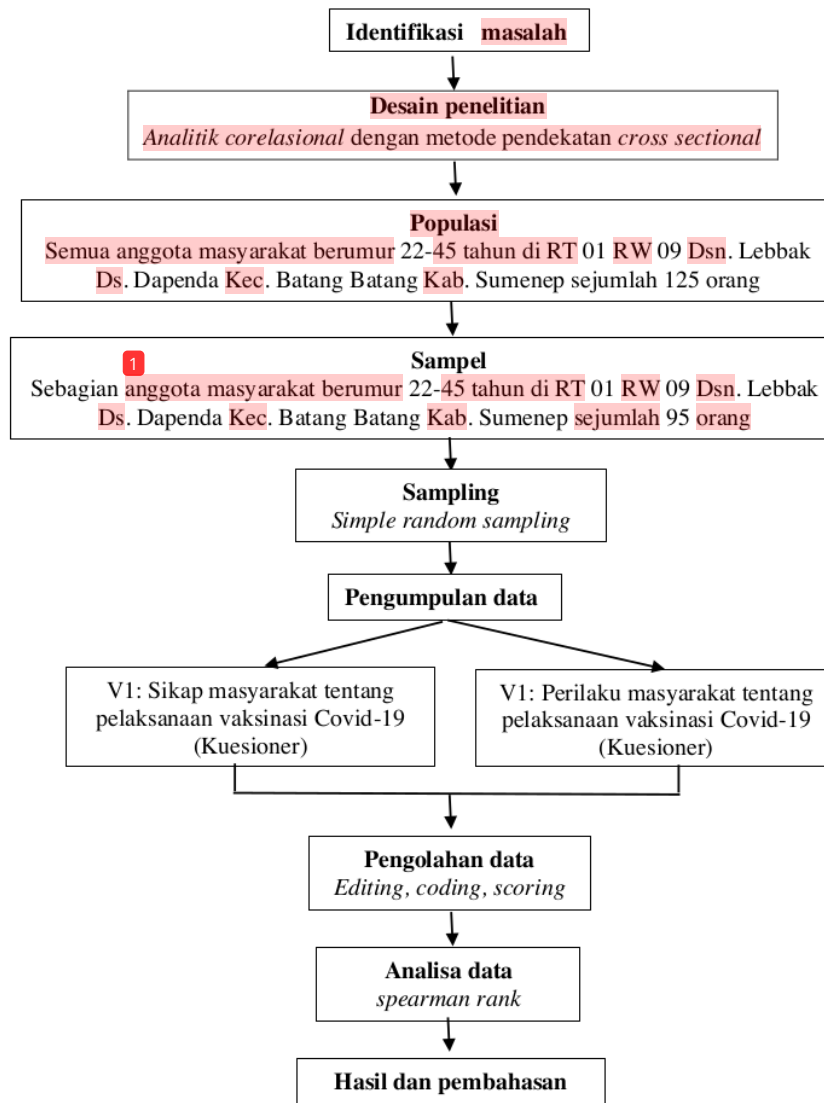 Identifikasi masalah
Desain penelitian
Analitik corelasional dengan metode pendekatan cross sectional
Populasi
Semua anggota masyarakat berumur 22-45 tahun di RT 01 RW 09 Dsn. Lebbak
Ds. Dapenda Kec. Batang Batang Kab. Sumenep sejumlah 125 orang
1
Sampel
Sebagian anggota masyarakat berumur 22-45 tahun di RT 01 RW 09 Dsn. Lebbak
Ds. Dapenda Kec. Batang Batang Kab. Sumenep sejumlah 95 orang
Sampling
Simple random sampling
Pengumpulan data
V1: Sikap masyarakat tentang
pelaksanaan vaksinasi Covid-19
(Kuesioner)
V1: Perilaku masyarakat tentang
pelaksanaan vaksinasi Covid-19
(Kuesioner)
Pengolahan data
Editing, coding, scoring
Analisa data
spearman rank
Hasil dan pembahasan